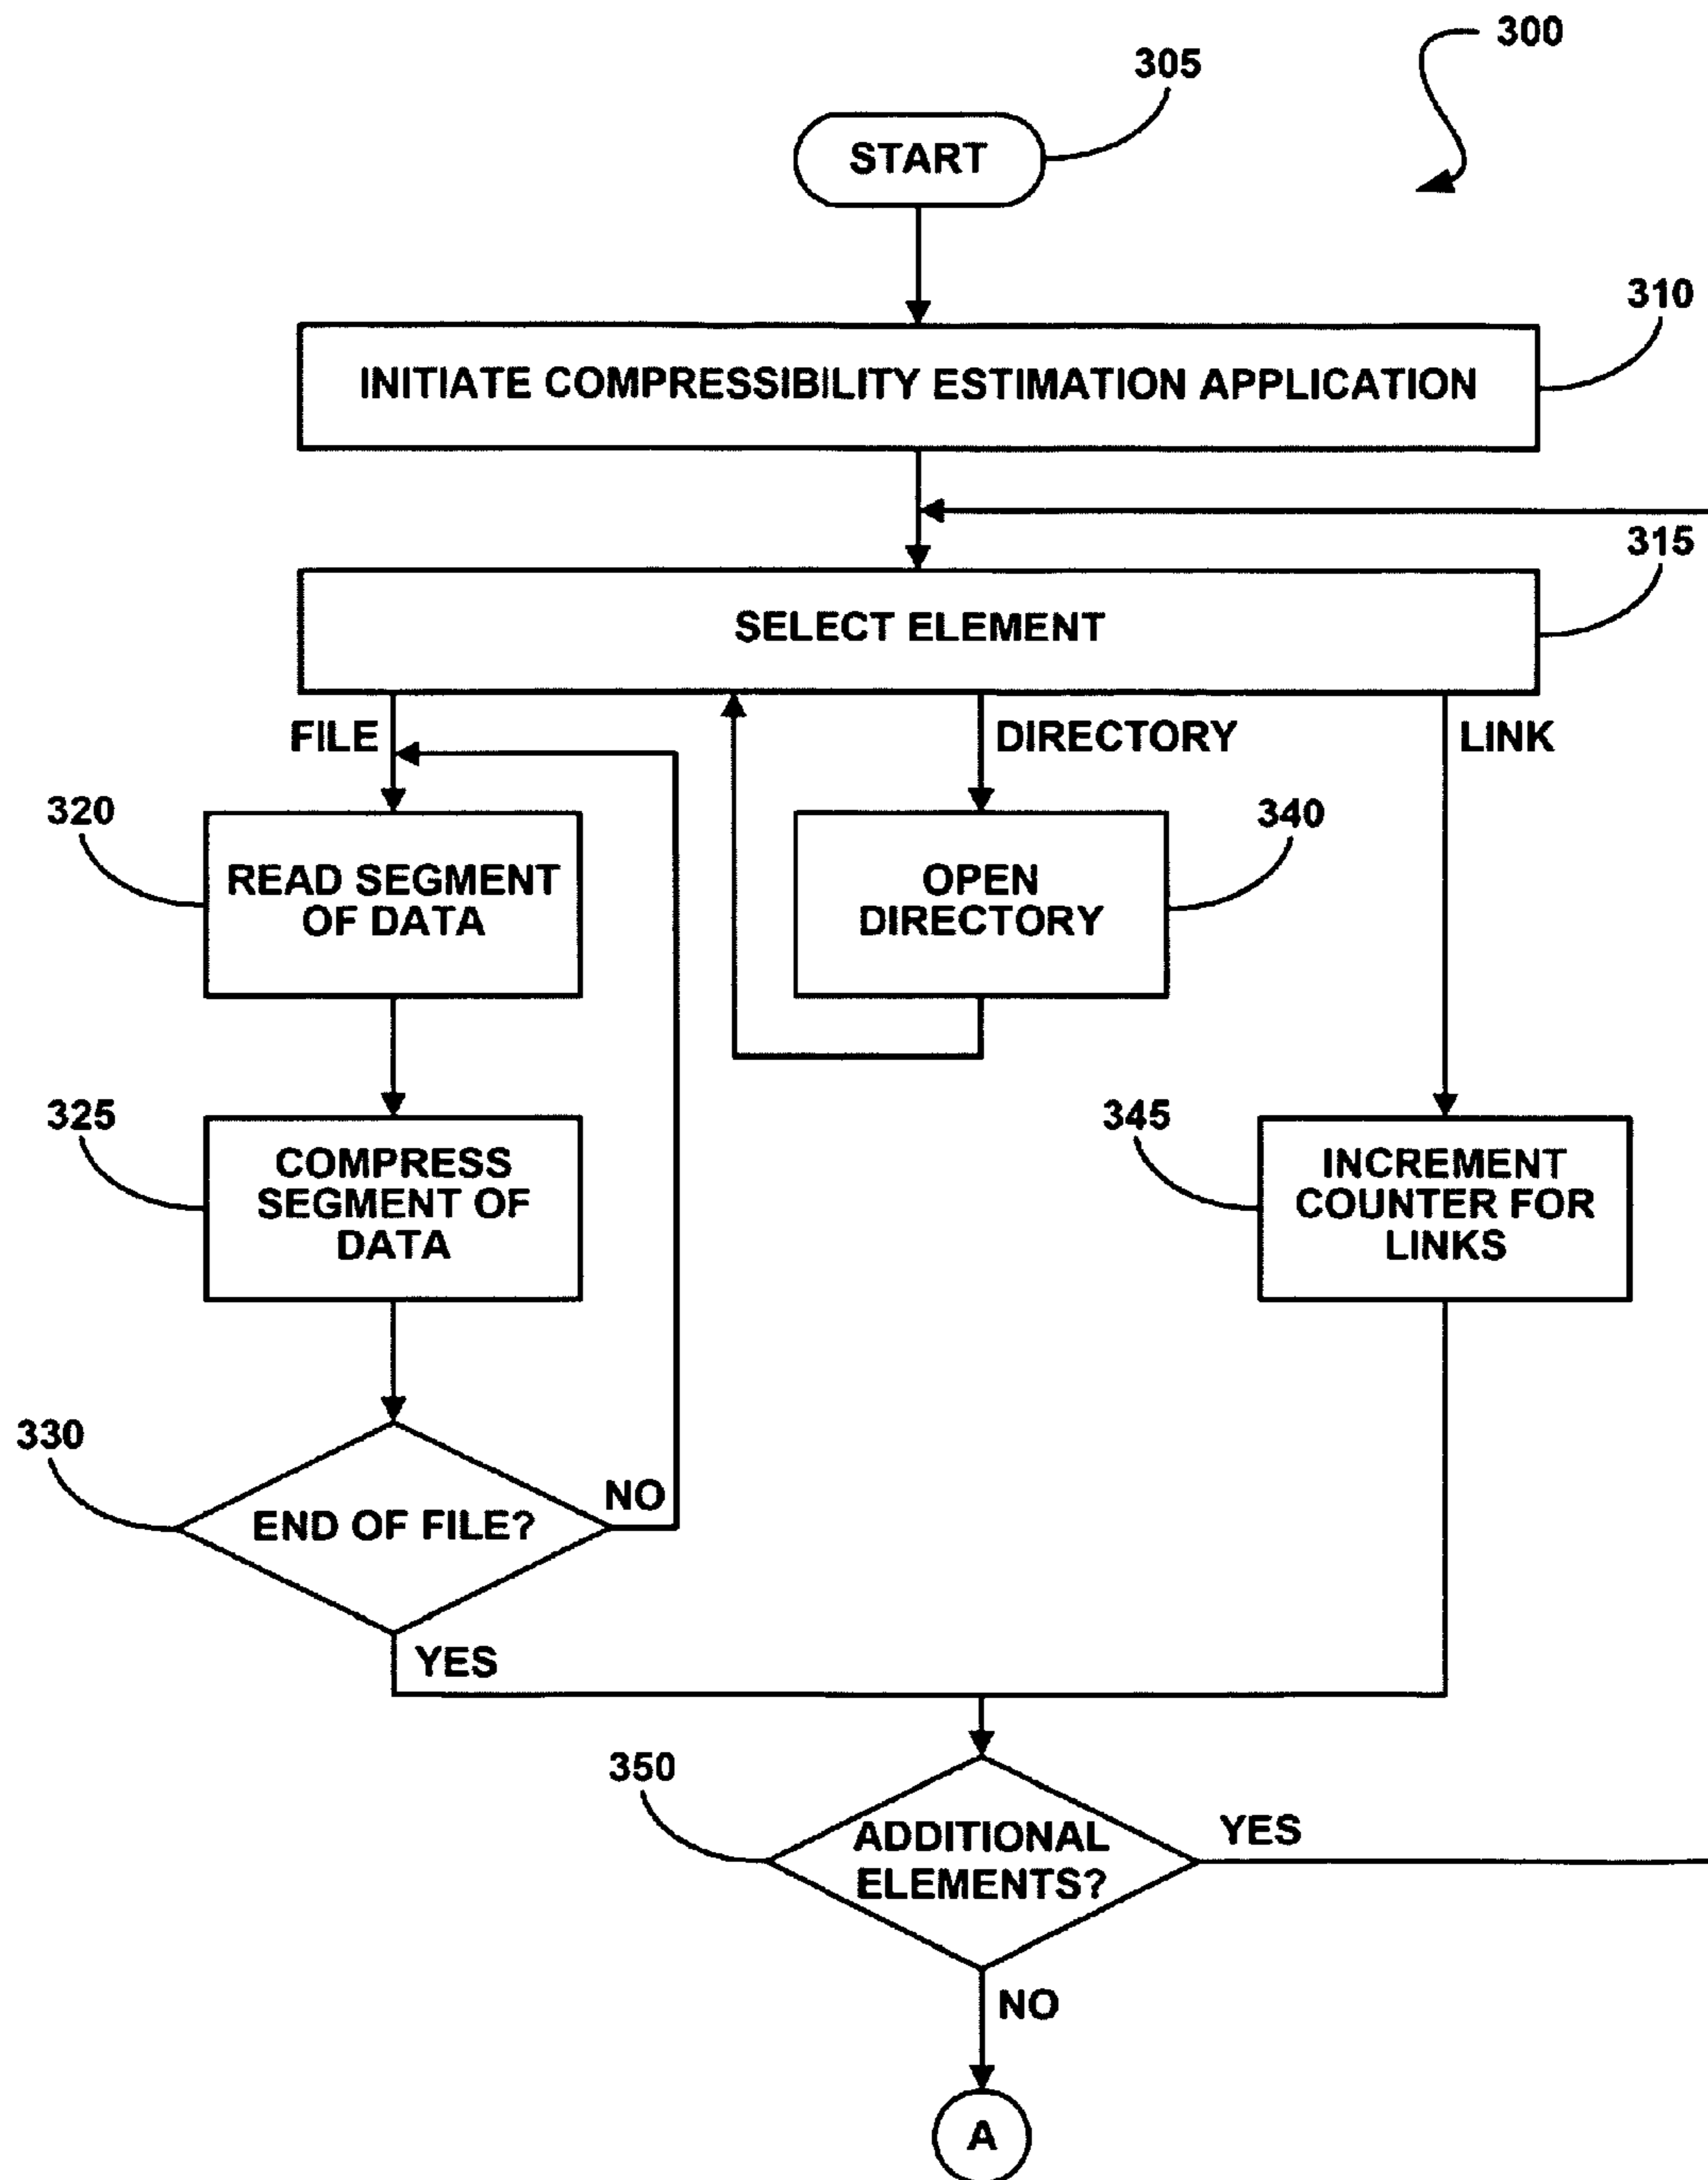 300
305
START
310
INITIATE COMPRESSIBILITY ESTIMATION APPLICATION
315
SELECT ELEMENT
FILE
DIRECTORY
LINK
320
READ SEGMENT
OF DATA
340
OPEN
DIRECTORY
325
COMPRESS
SEGMENT OF
DATA
345
INCREMENT
COUNTER FOR
LINKS
330
END OF FILE?
NO
YES
350
ADDITIONAL
ELEMENTS?
YES
NO
A